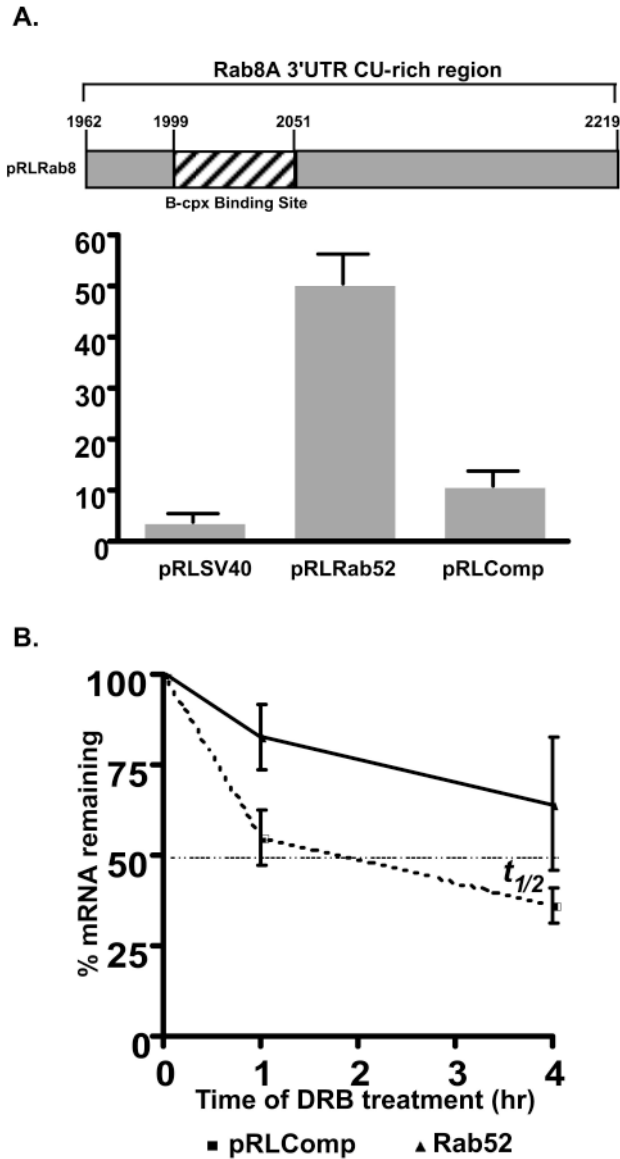 A.
Rab8A 3'UTR CU-rich region
1962 1999 2051 2219
pRLRab8
B-cpx Binding Site
60
50
40
30
20
10
0
pRLSV40 pRLRab52 pRLComp
B.
% mRNA remaining
100
75
50
25
0
t1/2
0 1 2 3 4
Time of DRB treatment (hr)
pRLComp Rab52